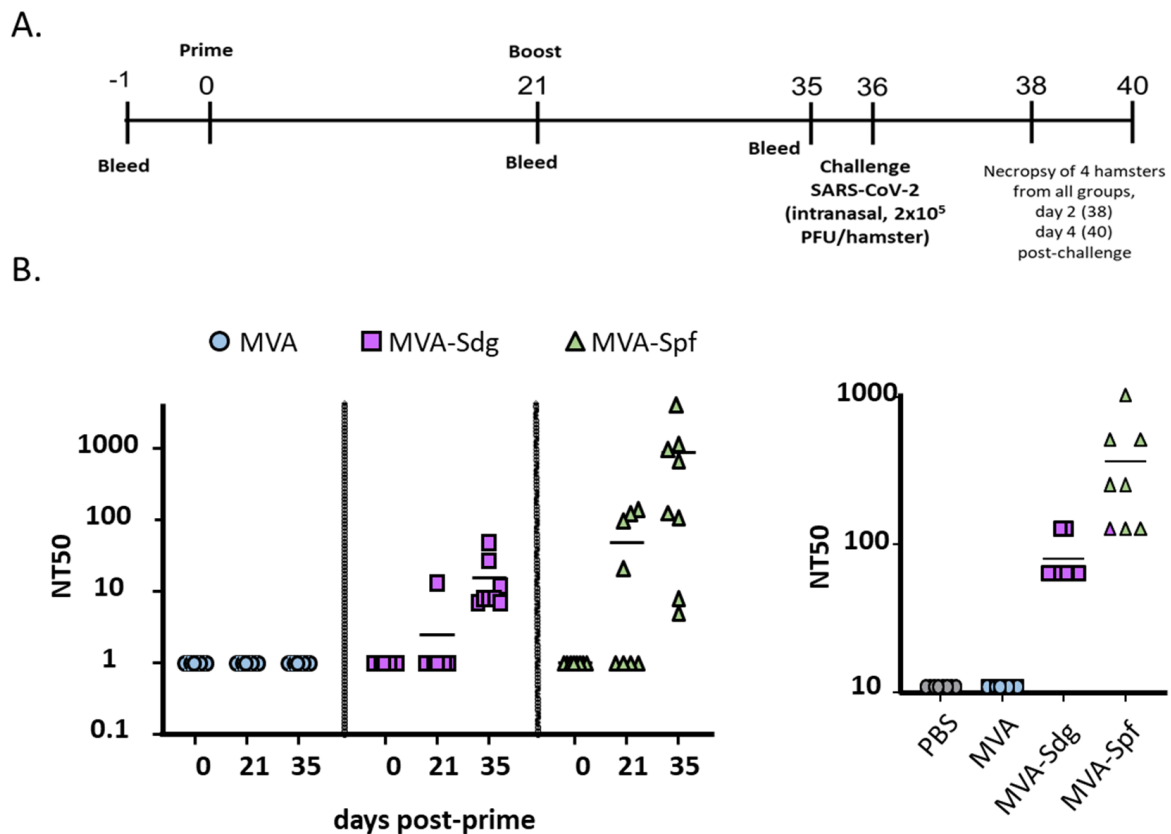 A.
Prime Boost
-1 0 21 35 36 38 40
Bleed Bleed Bleed
Challenge
SARS-CoV-2
(intranasal, 2x10⁵
PFU/hamster)
Necropsy of 4 hamsters
from all groups,
day 2 (38)
day 4 (40)
post-challenge
B.
MVA MVA-Sdg MVA-Spf
NT50
1000
100
10
1
0.1
0 21 35 0 21 35 0 21 35
days post-prime
NT50
1000
100
10
PBS MVA MVA-Sdg MVA-Spf